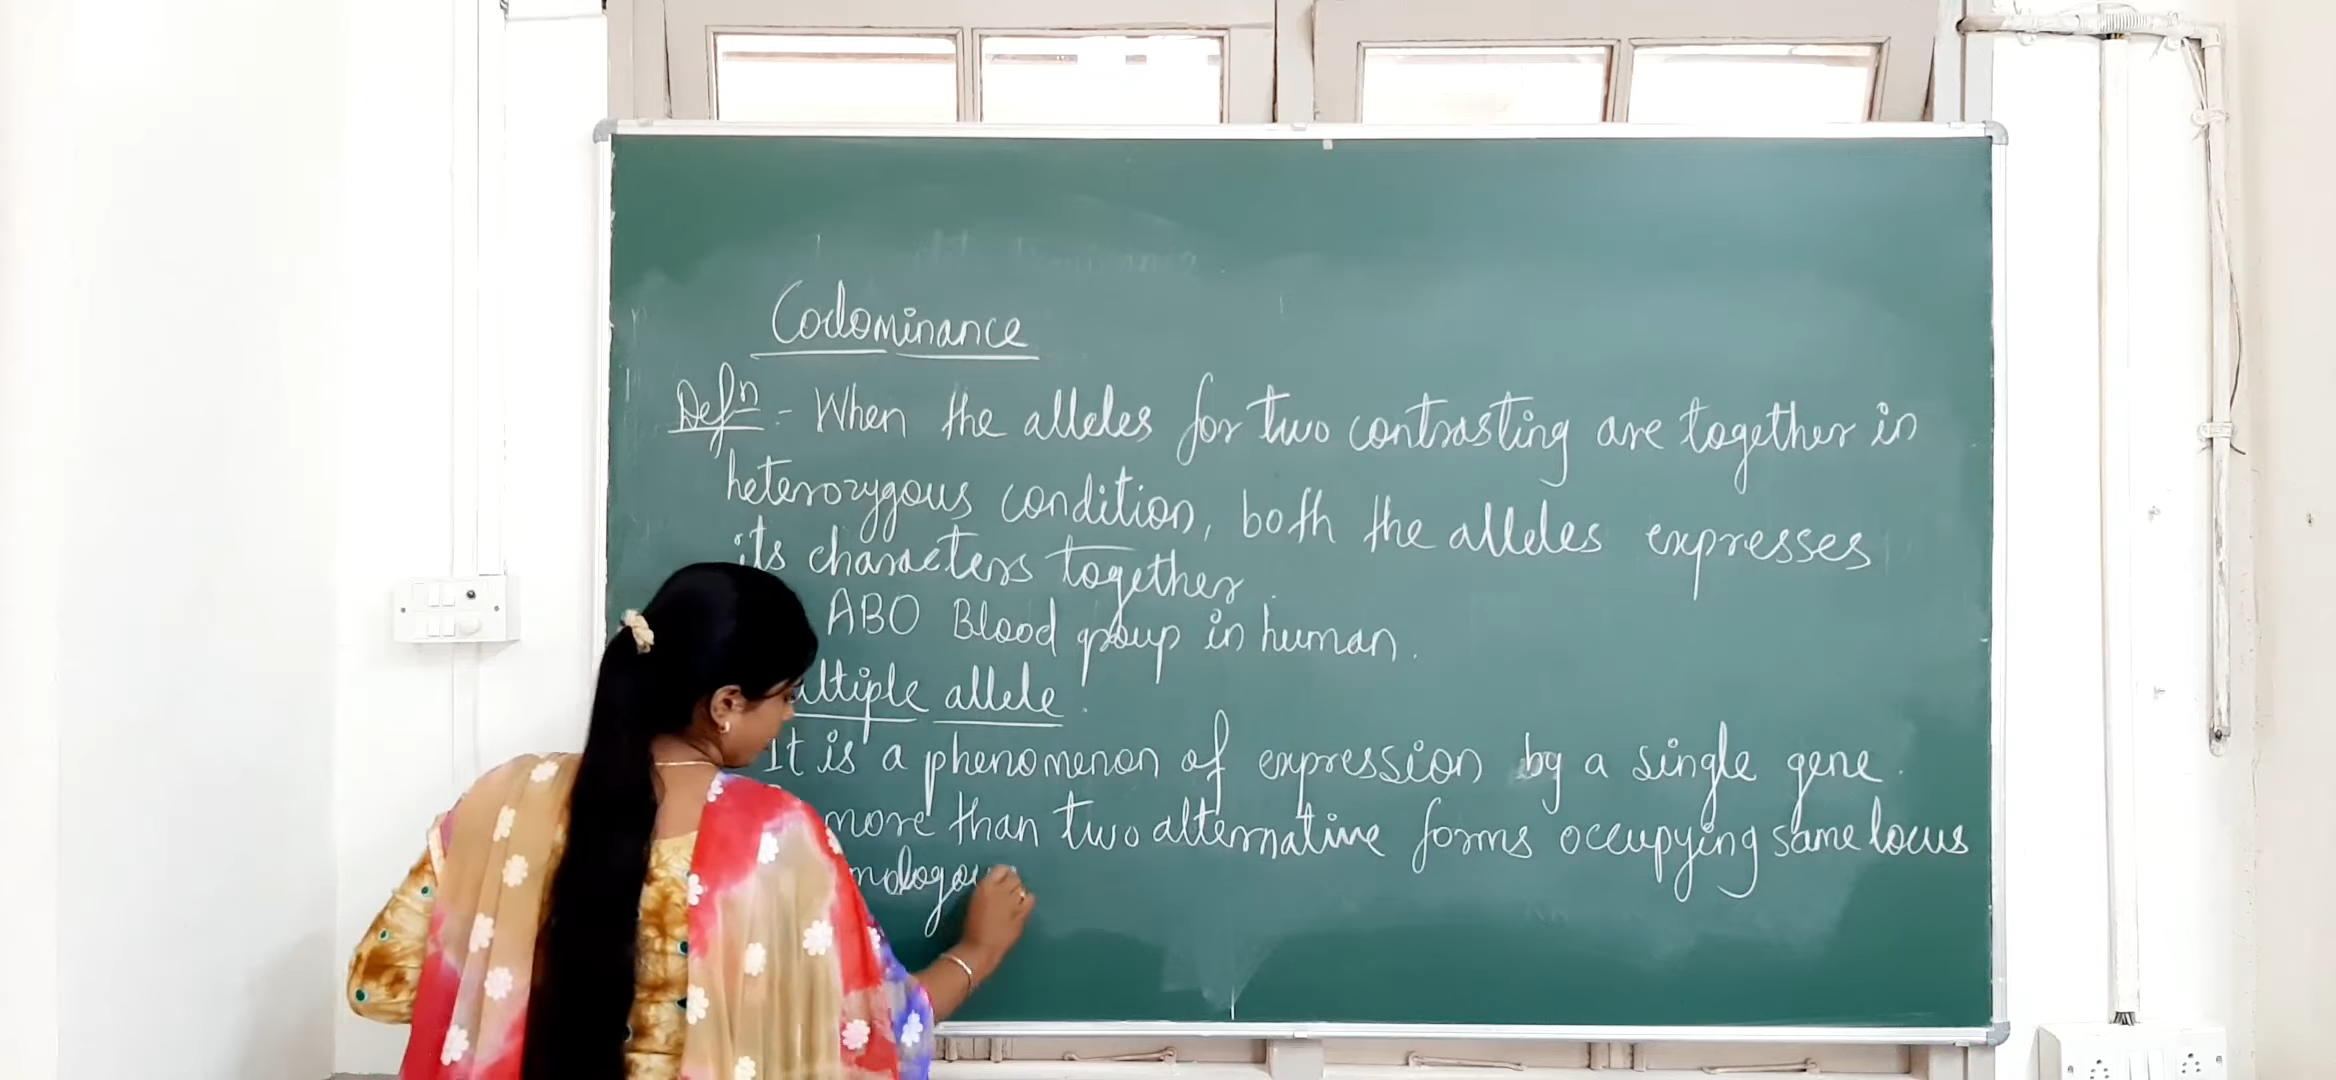 Codominance
Defn - When the alleles for two contrasting are together in
heterozygous condition, both the alleles expresses
its characters together.
ABO Blood group in human.
ultiple allele.
It is a phenomenon of expression by a single gene.
more than two alternative forms occupying same locus
mologou